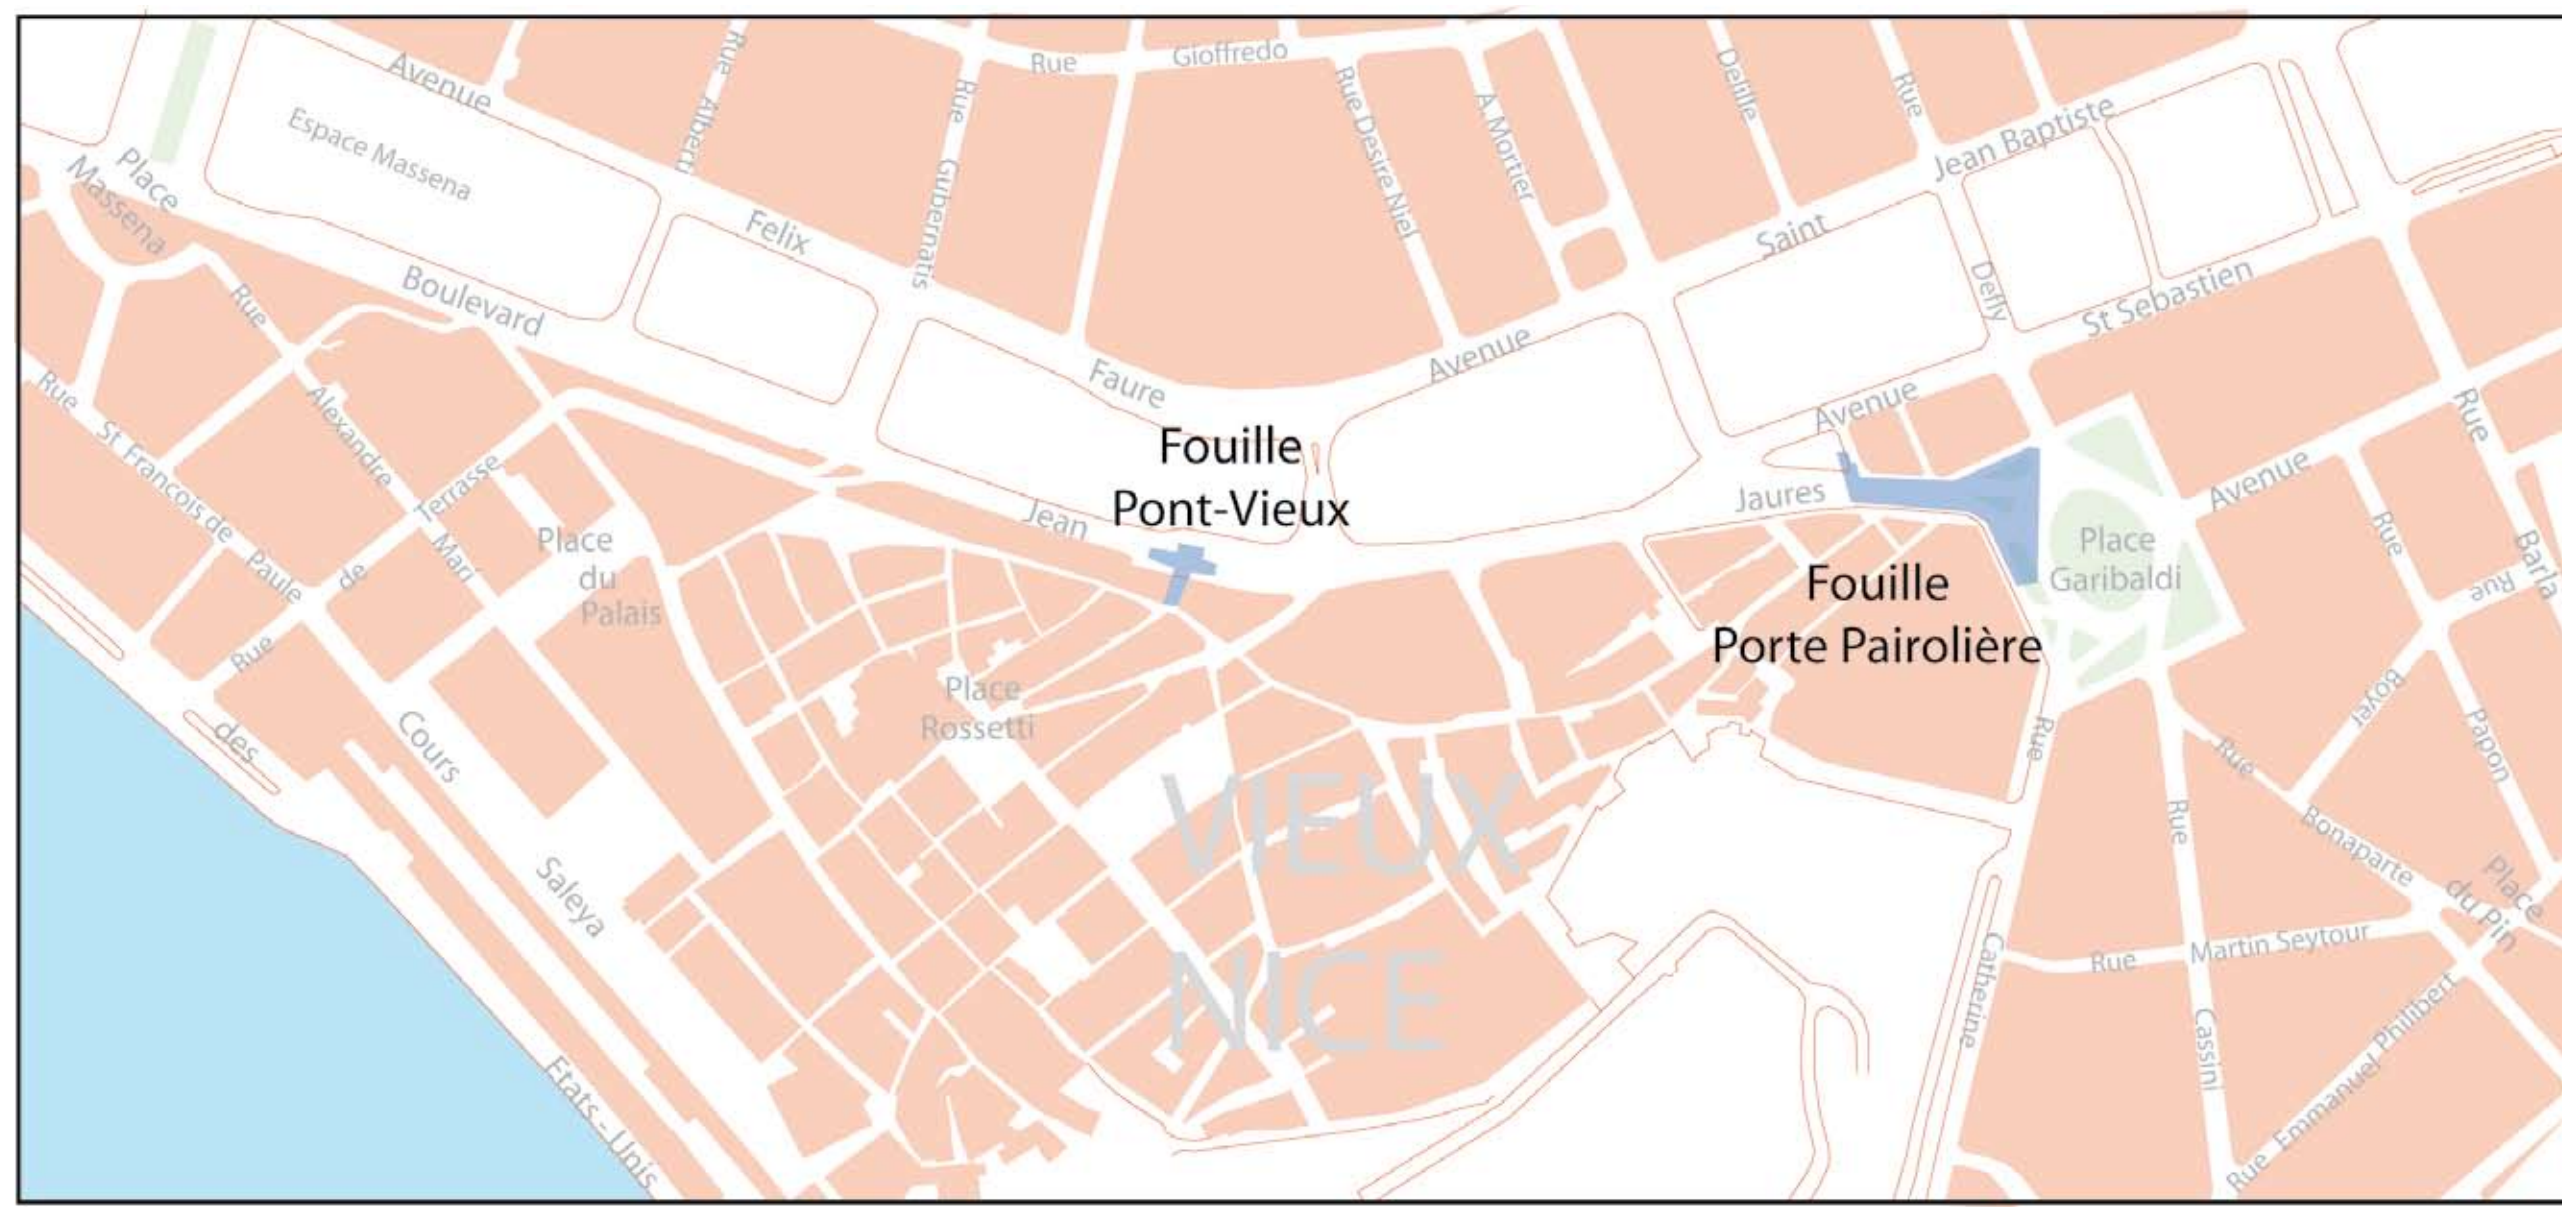 Avenue
Rue
Alberti
Rue
Gubernatis
Rue
Gioffredo
Rue Desire Niel
A Mortier
Delille
Rue
Defly
Jean Baptiste
Saint
Avenue
Espace Massena
Place
Massena
Felix
Faure
Boulevard
Jean
Jaures
St Sebastien
Avenue
Rue
Alexandre
Mari
Rue
St Francois de
Paule
Rue
de
Terrasse
Place
du
Palais
Fouille
Pont-Vieux
Fouille
Porte Pairolière
Place
Garibaldi
Avenue
Rue
Barla
Rue
Papon
Rue
Boyer
Place
Rossetti
VIEUX
NICE
des
Etats - Unis
Cours
Saleya
Rue
Catherine
Rue
Cassini
Rue
Bonaparte
Place
du Pin
Rue
Martin Seytour
Rue Emmanuel Philibert